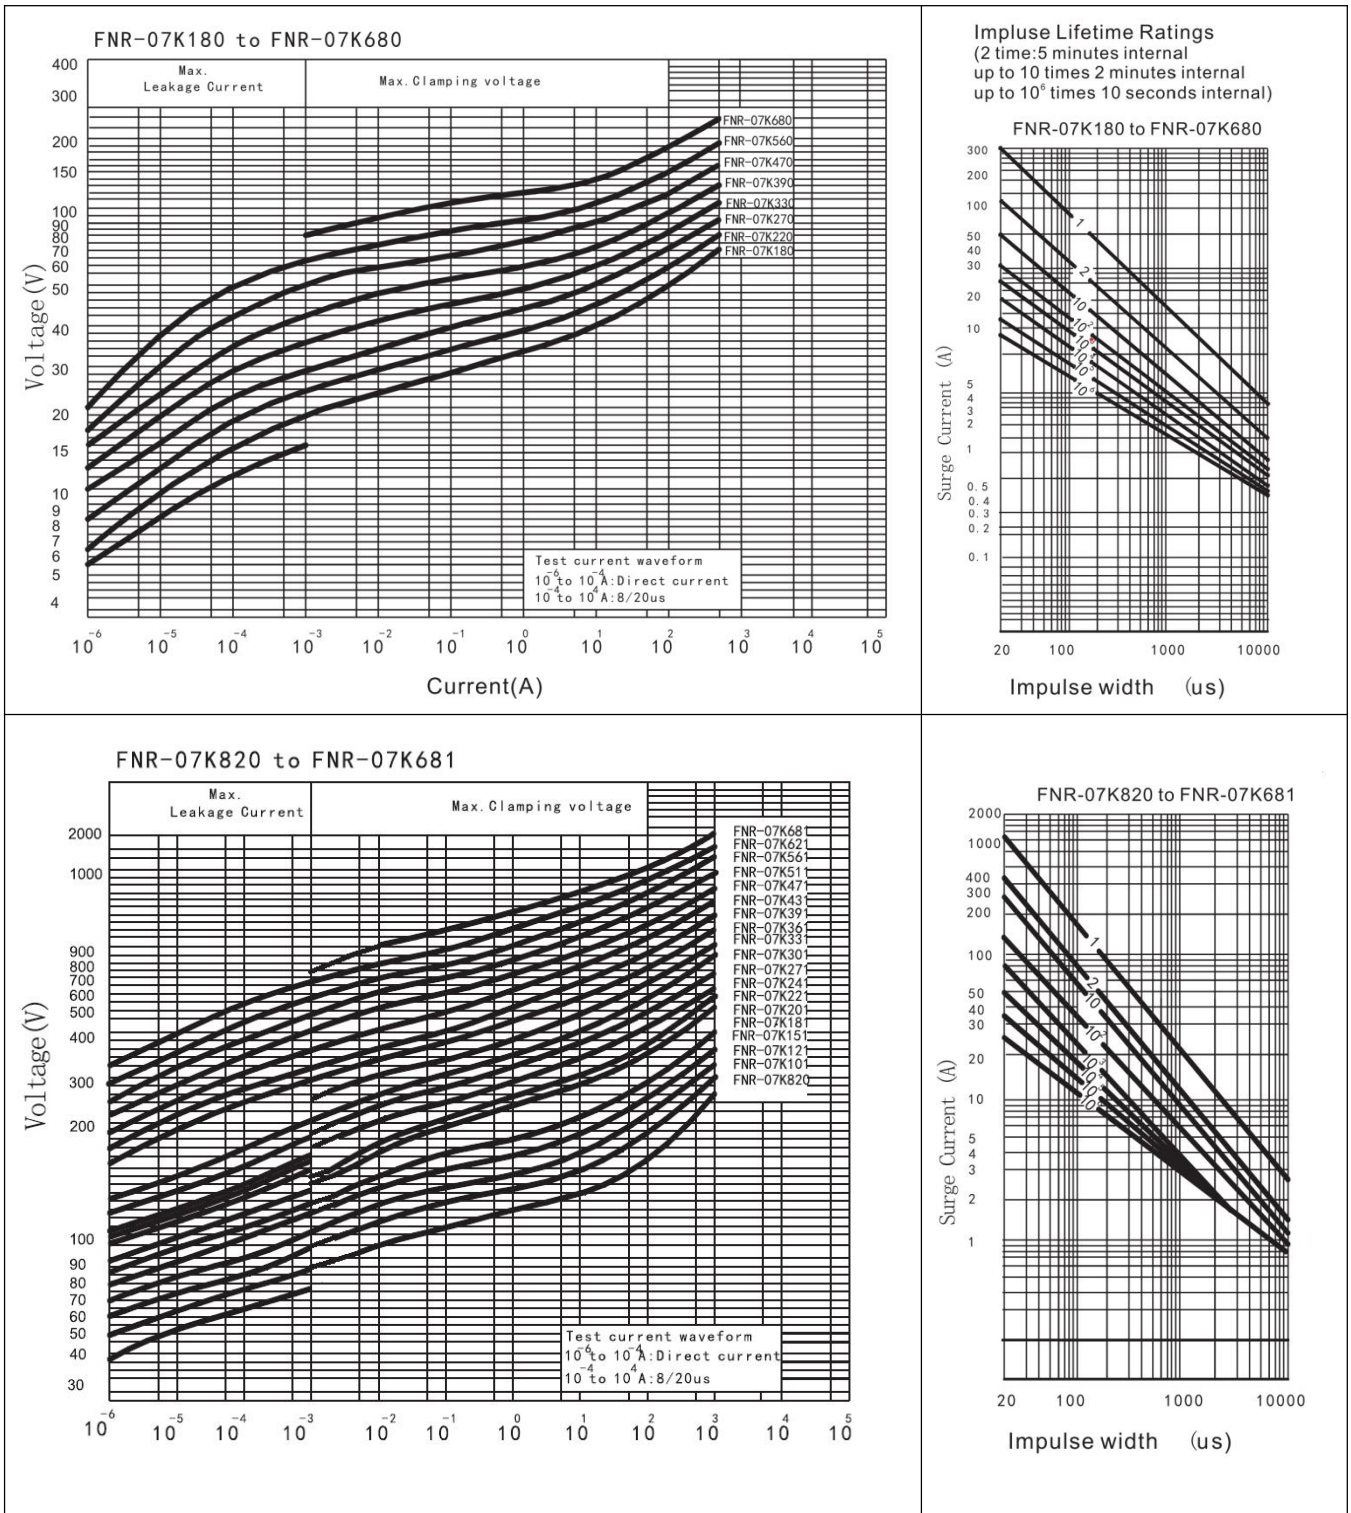 FNR-07K180 to FNR-07K680
Max.
Leakage Current
Max.Clamping voltage
400
300
200
150
100
90
80
70
60
50
40
30
20
15
10
9
8
7
6
5
4
Voltage(V)
FNR-07K680
FNR-07K560
FNR-07K470
FNR-07K390
FNR-07K330
FNR-07K270
FNR-07K220
FNR-07K180
Test current waveform
10⁻⁶to 10⁻⁴A:Direct current
10⁻⁴to 10⁴A:8/20us
10⁻⁶ 10⁻⁵ 10⁻⁴ 10⁻³ 10⁻² 10⁻¹ 10⁰ 10¹ 10² 10³ 10⁴ 10⁵
Current(A)
Impluse Lifetime Ratings
(2 time:5 minutes internal
up to 10 times 2 minutes internal
up to 10⁶ times 10 seconds internal)
FNR-07K180 to FNR-07K680
300
200
100
50
40
30
20
10
5
4
3
2
1
0.5
0.4
0.3
0.2
0.1
Surge Current (A)
1
2
10
10²
10⁶
20 100 1000 10000
Impulse width (us)
FNR-07K820 to FNR-07K681
Max.
Leakage Current
Max.Clamping voltage
2000
1000
900
800
700
600
500
400
300
200
100
90
80
70
60
50
40
30
Voltage(V)
FNR-07K681
FNR-07K621
FNR-07K561
FNR-07K511
FNR-07K471
FNR-07K431
FNR-07K391
FNR-07K361
FNR-07K331
FNR-07K301
FNR-07K271
FNR-07K241
FNR-07K221
FNR-07K201
FNR-07K181
FNR-07K151
FNR-07K121
FNR-07K101
FNR-07K820
Test current waveform
10⁻⁶to 10⁻⁴A:Direct current
10⁻⁴to 10⁴A:8/20us
10⁻⁶ 10⁻⁵ 10⁻⁴ 10⁻³ 10⁻² 10⁻¹ 10⁰ 10¹ 10² 10³ 10⁴ 10⁵
FNR-07K820 to FNR-07K681
2000
1000
400
300
200
100
50
40
30
20
10
5
4
3
2
1
Surge Current (A)
1
2
10
10²
20 100 1000 10000
Impulse width (us)